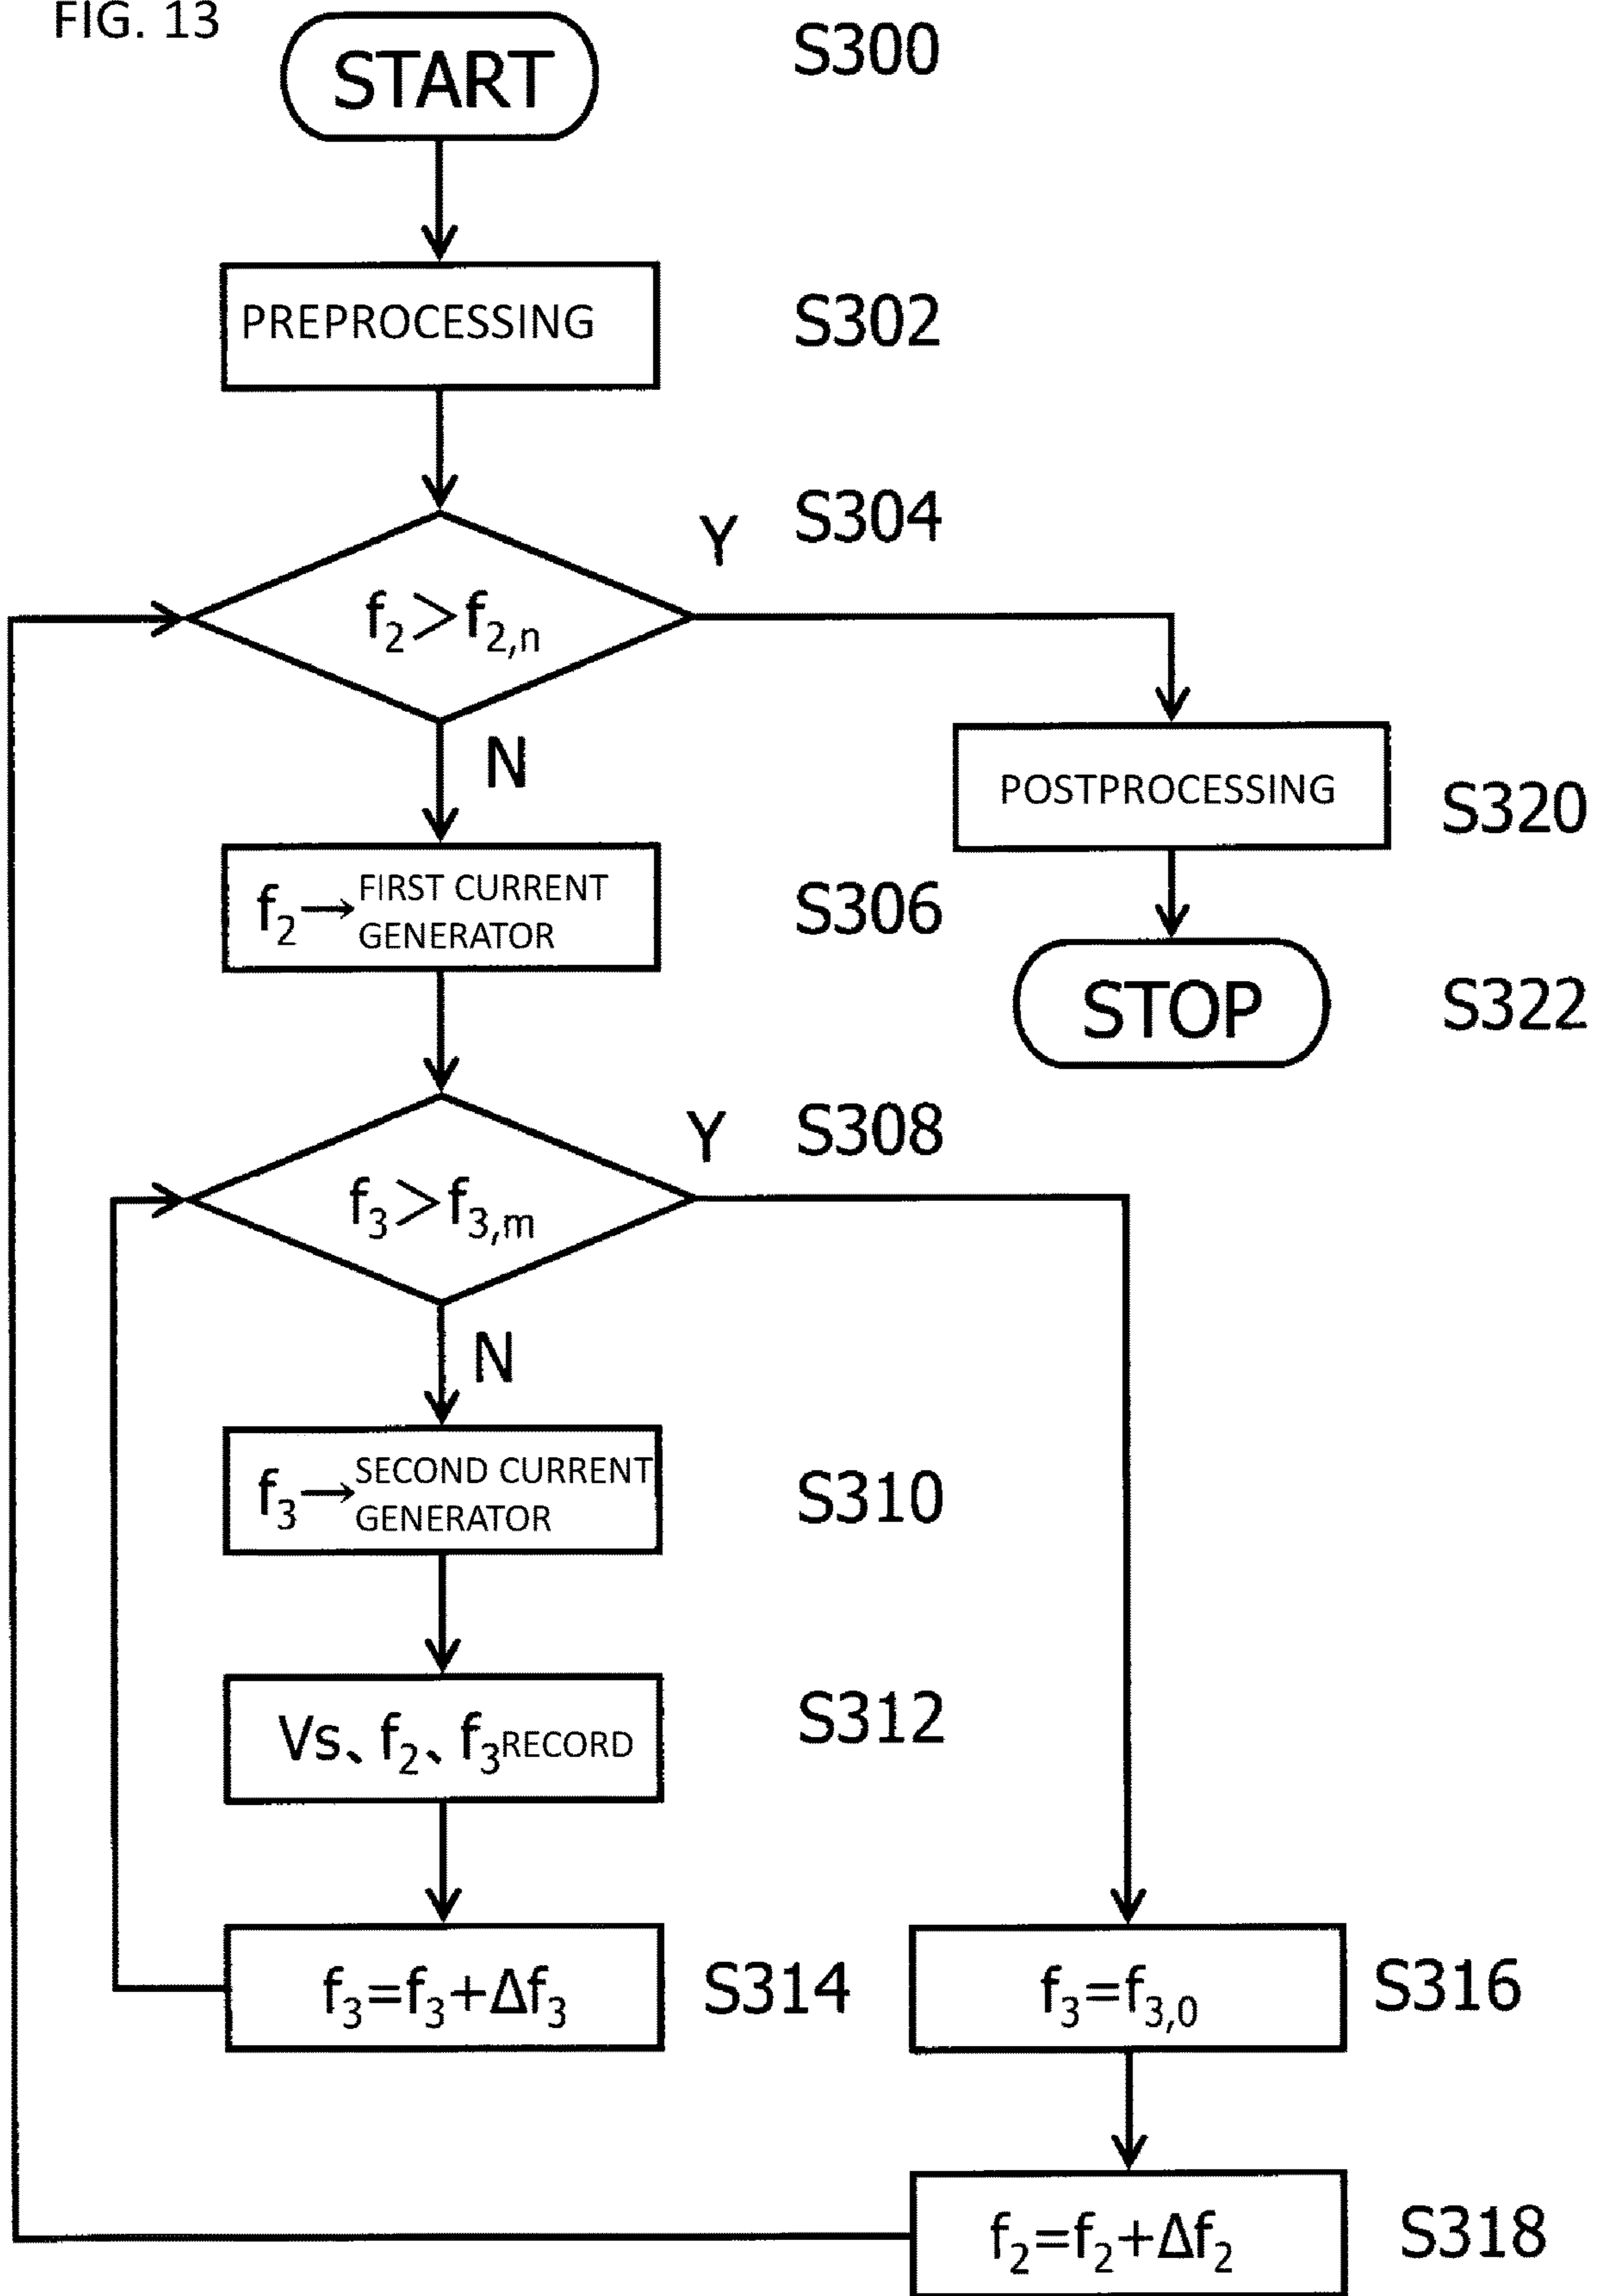 FIG. 13
START
S300
PREPROCESSING
S302
S304
Y
f2>f2,n
N
POSTPROCESSING
S320
f2→FIRST CURRENT
GENERATOR
S306
STOP
S322
S308
Y
f3>f3,m
N
f3→SECOND CURRENT
GENERATOR
S310
Vs、f2、f3RECORD
S312
f3=f3+Δf3
S314
f3=f3,0
S316
f2=f2+Δf2
S318